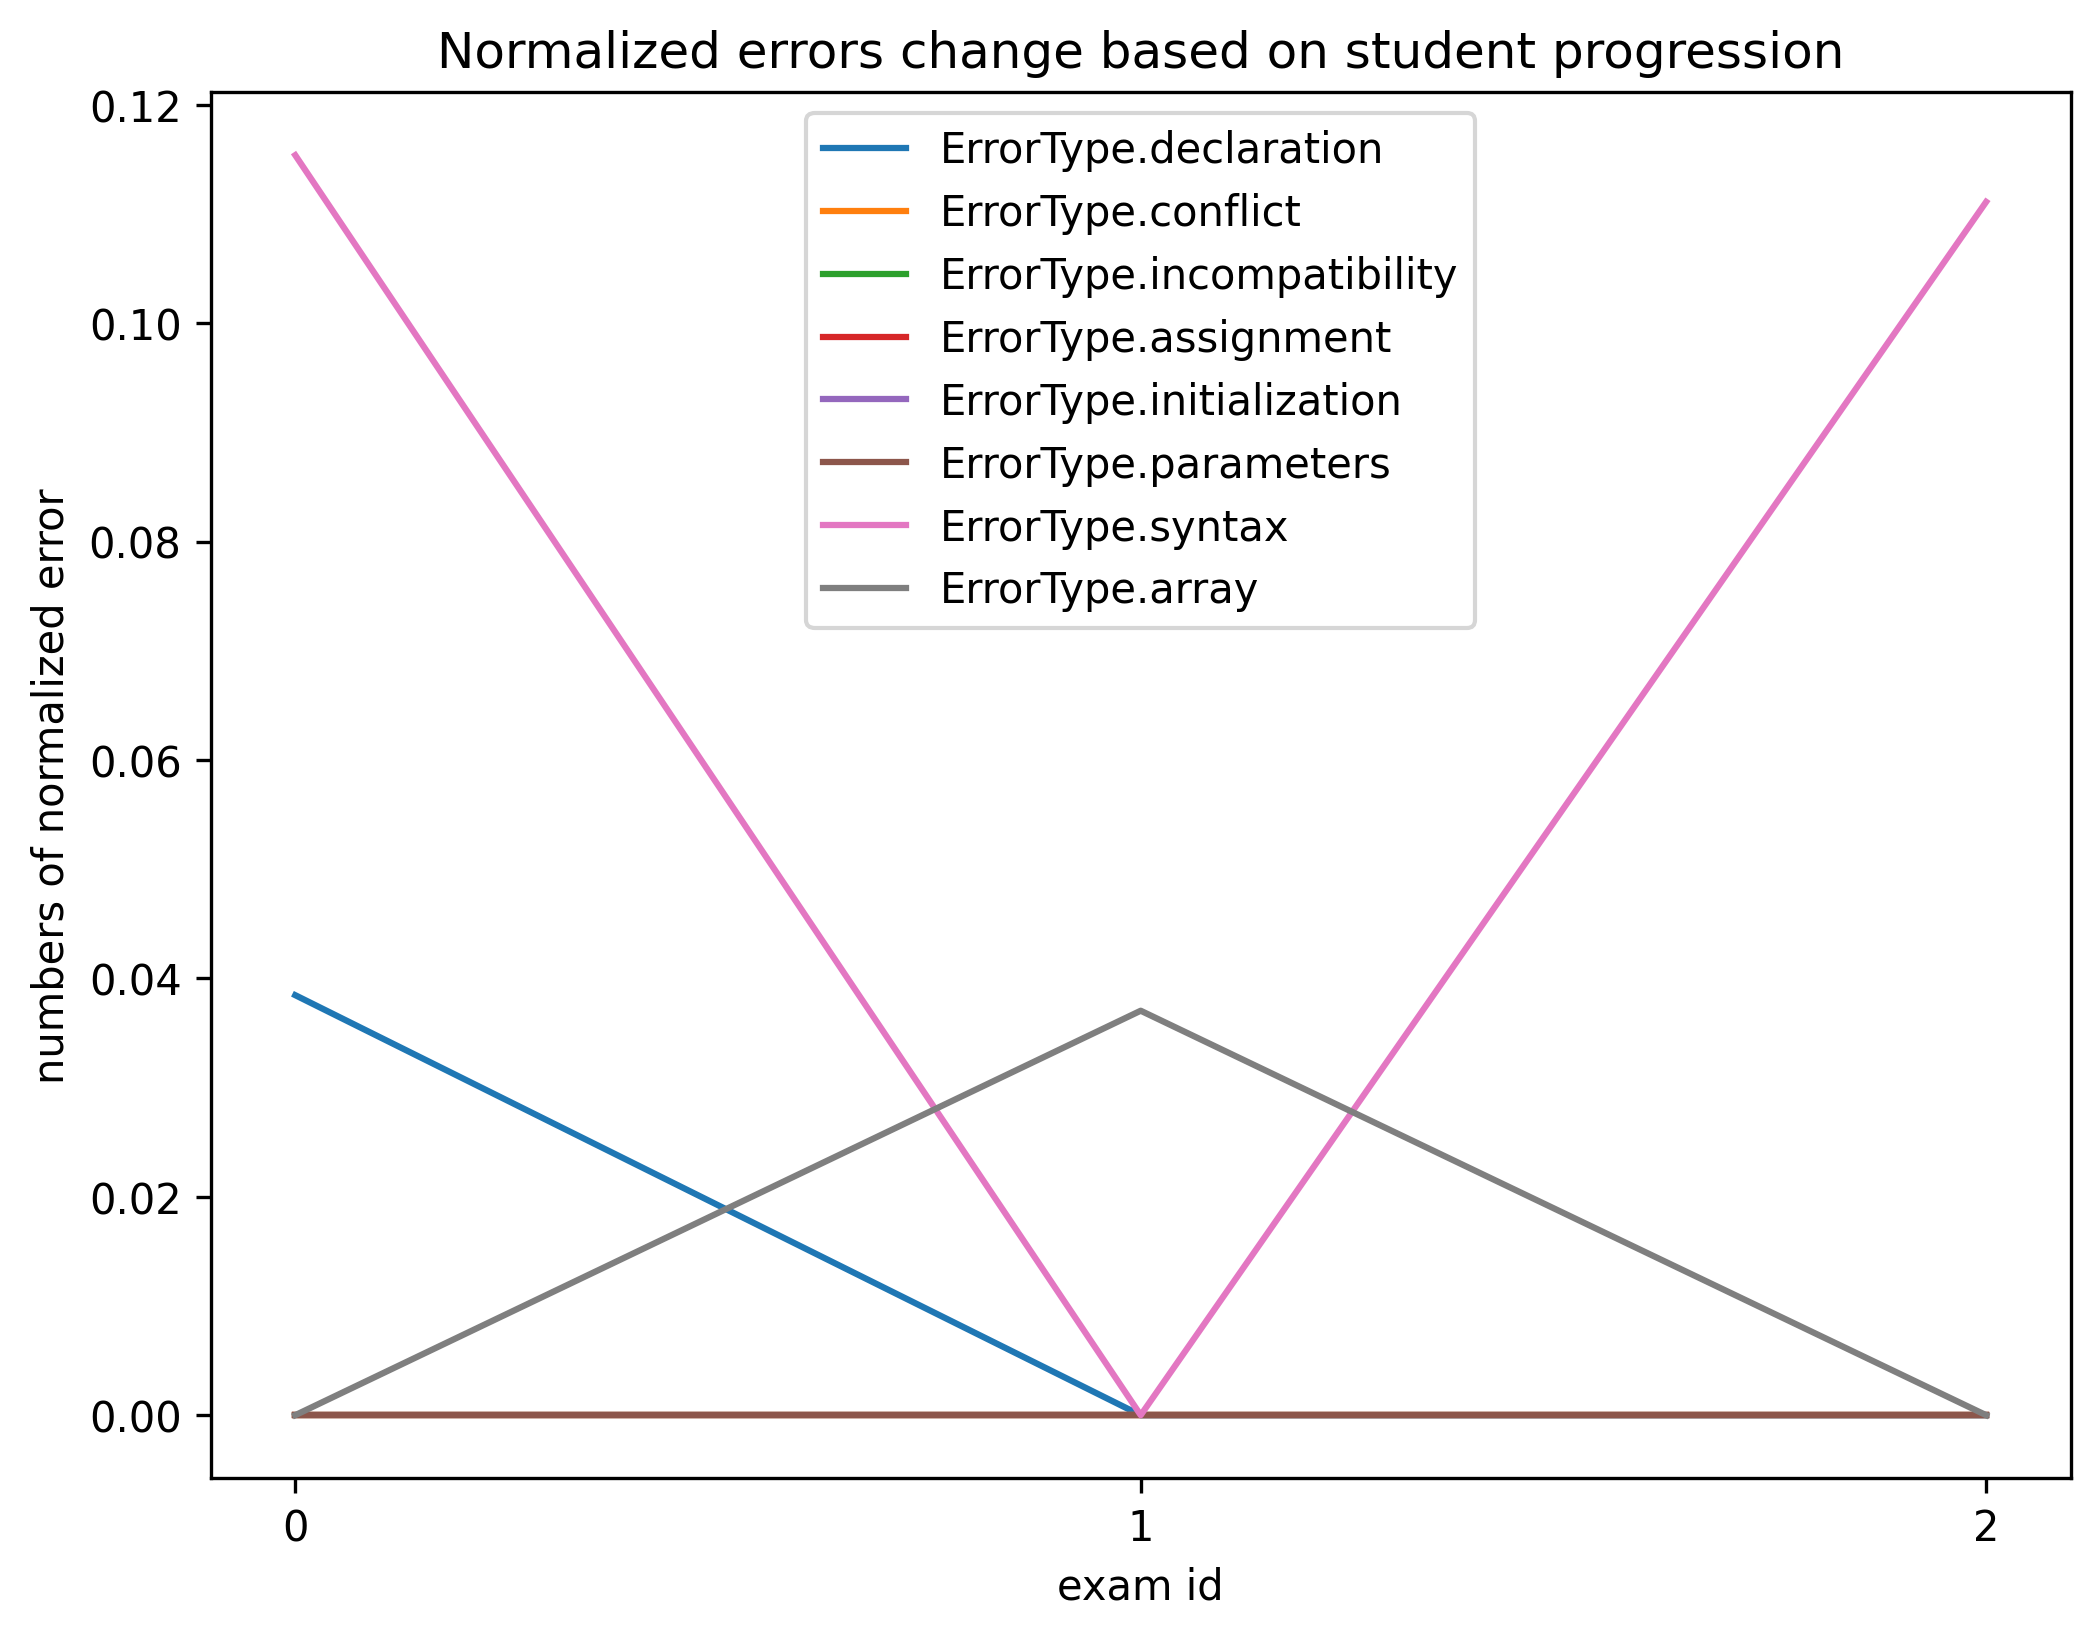 Normalized errors change based on student progression
0.12
0.10
0.08
0.06
0.04
0.02
0.00
numbers of normalized error
ErrorType.declaration
ErrorType.conflict
ErrorType.incompatibility
ErrorType.assignment
ErrorType.initialization
ErrorType.parameters
ErrorType.syntax
ErrorType.array
0 1 2
exam id